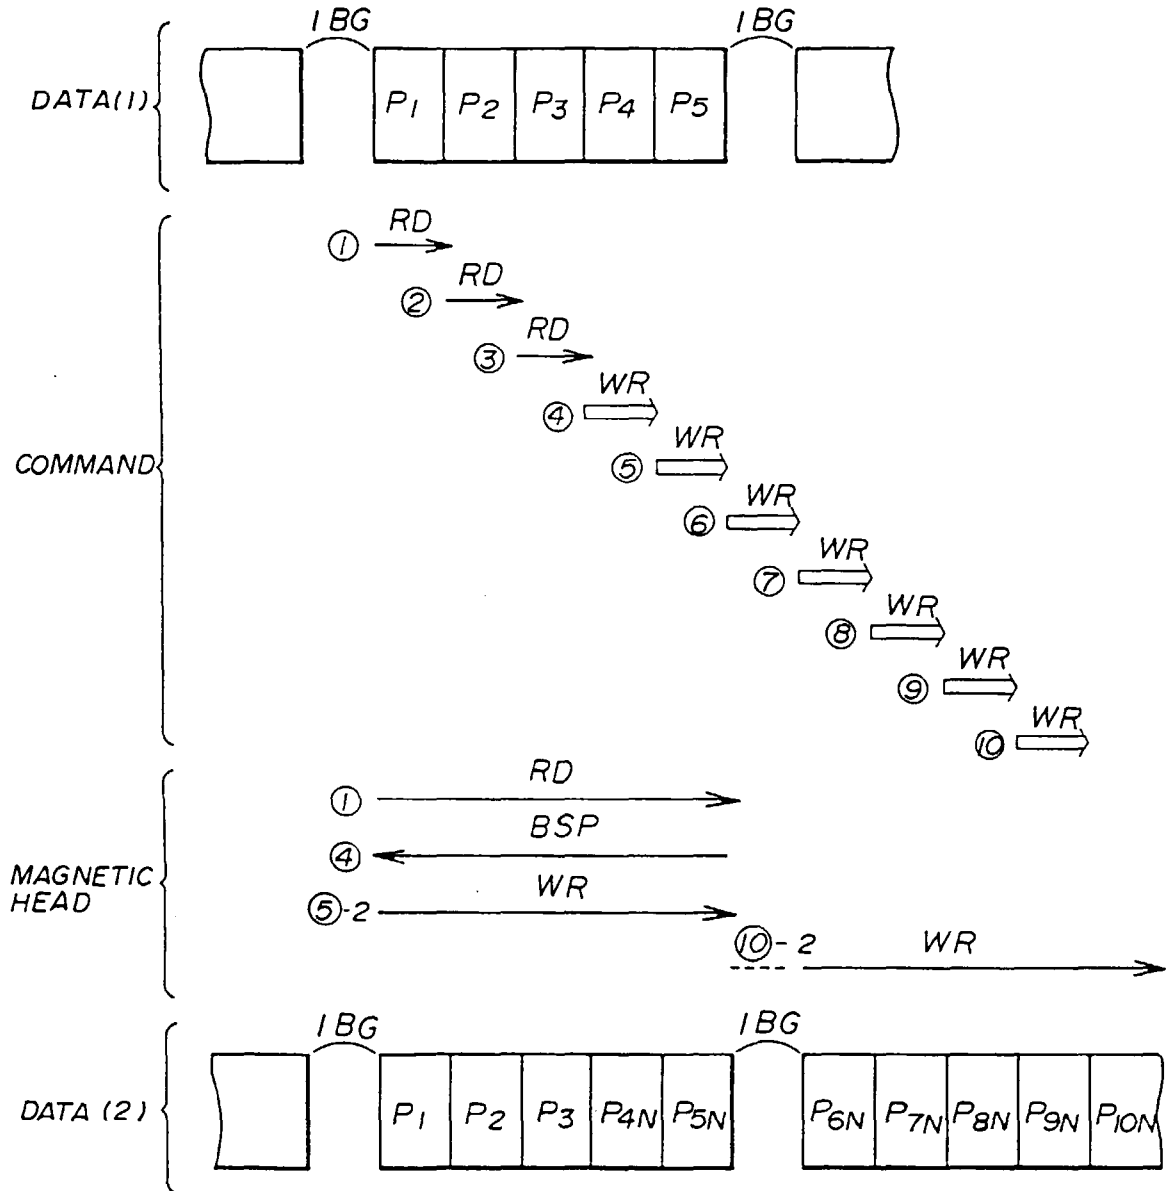 IBG IBG
DATA(1)
P1 P2 P3 P4 P5
RD
①
RD
②
RD
③
WR
④
WR
COMMAND
⑤
WR
⑥
WR
⑦
WR
⑧
WR
⑨
WR
⑩
RD
①
BSP
④
MAGNETIC
HEAD
WR
⑤-2
⑩-2 WR
IBG IBG
DATA (2)
P1 P2 P3 P4N P5N P6N P7N P8N P9N P10N